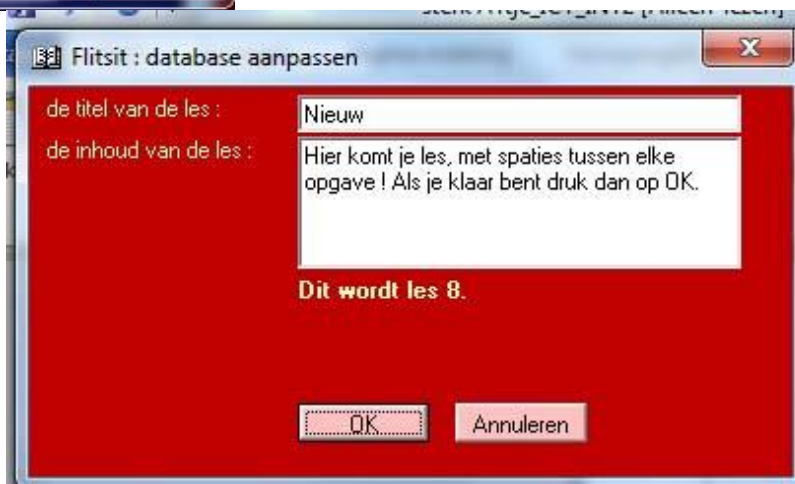 Flitsit : database aanpassen
de titel van de les :
Nieuw
de inhoud van de les :
Hier komt je les, met spaties tussen elke
opgave ! Als je klaar bent druk dan op OK.
Dit wordt les 8.
OK
Annuleren